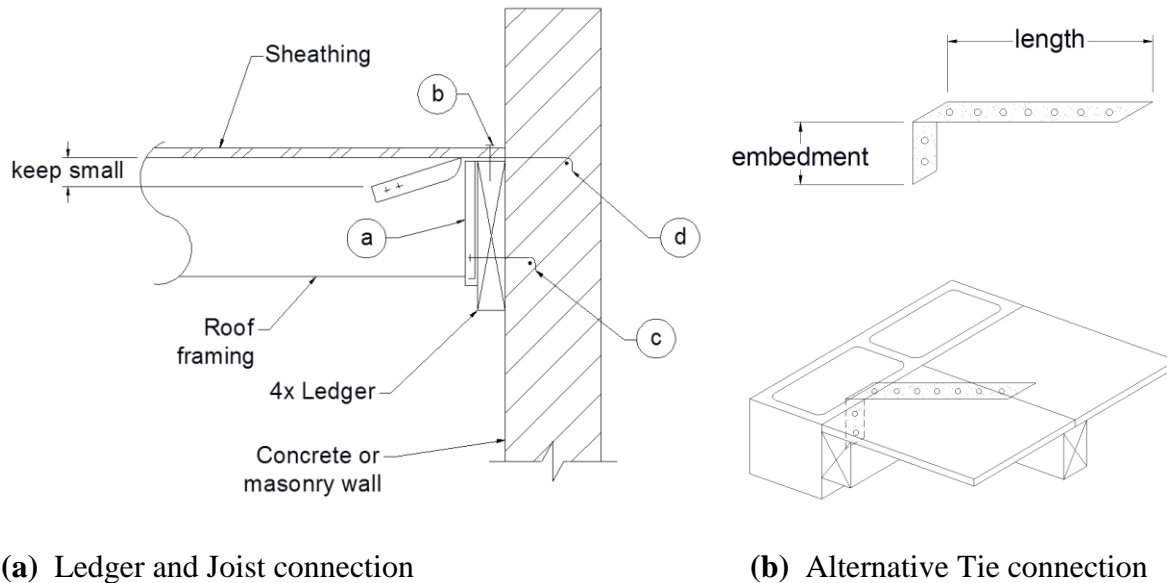 Sheathing
b
keep small
a
d
c
Roof
framing
4x Ledger
Concrete or
masonry wall
(a) Ledger and Joist connection
length
embedment
(b) Alternative Tie connection